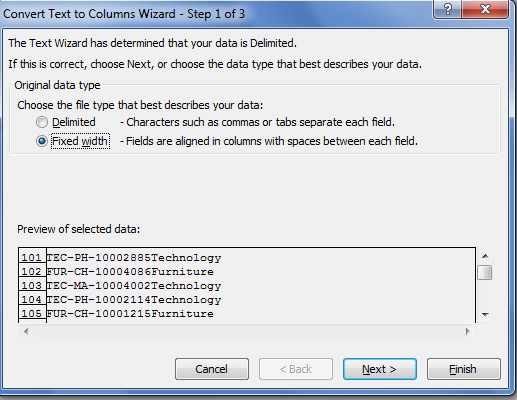 Convert Text to Columns Wizard - Step 1 of 3
The Text Wizard has determined that your data is Delimited.
If this is correct, choose Next, or choose the data type that best describes your data.
Original data type
Choose the file type that best describes your data:
Delimited - Characters such as commas or tabs separate each field.
Fixed width - Fields are aligned in columns with spaces between each field.
Preview of selected data:
101 TEC-PH-10002885Technology
102 FUR-CH-10004086Furniture
103 TEC-MA-10004002Technology
104 TEC-PH-10002114Technology
105 FUR-CH-10001215Furniture
Cancel < Back Next > Finish